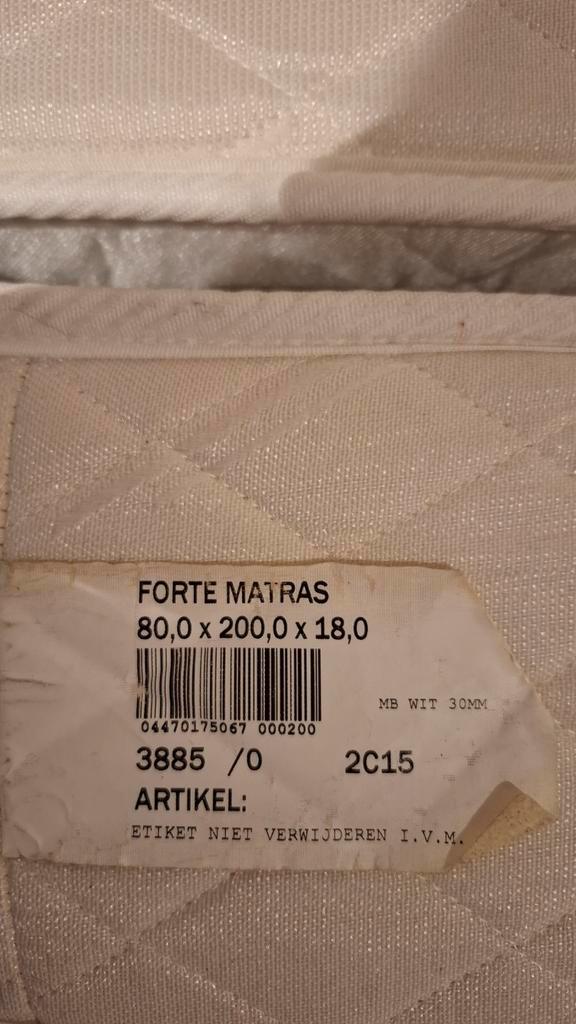 FORTE MATRAS
80,0 x 200,0 x 18,0
MB WIT 30MM
04470175067 000200
3885 /0 2C15
ARTIKEL:
ETIKET NIET VERWIJDEREN I.V.M.